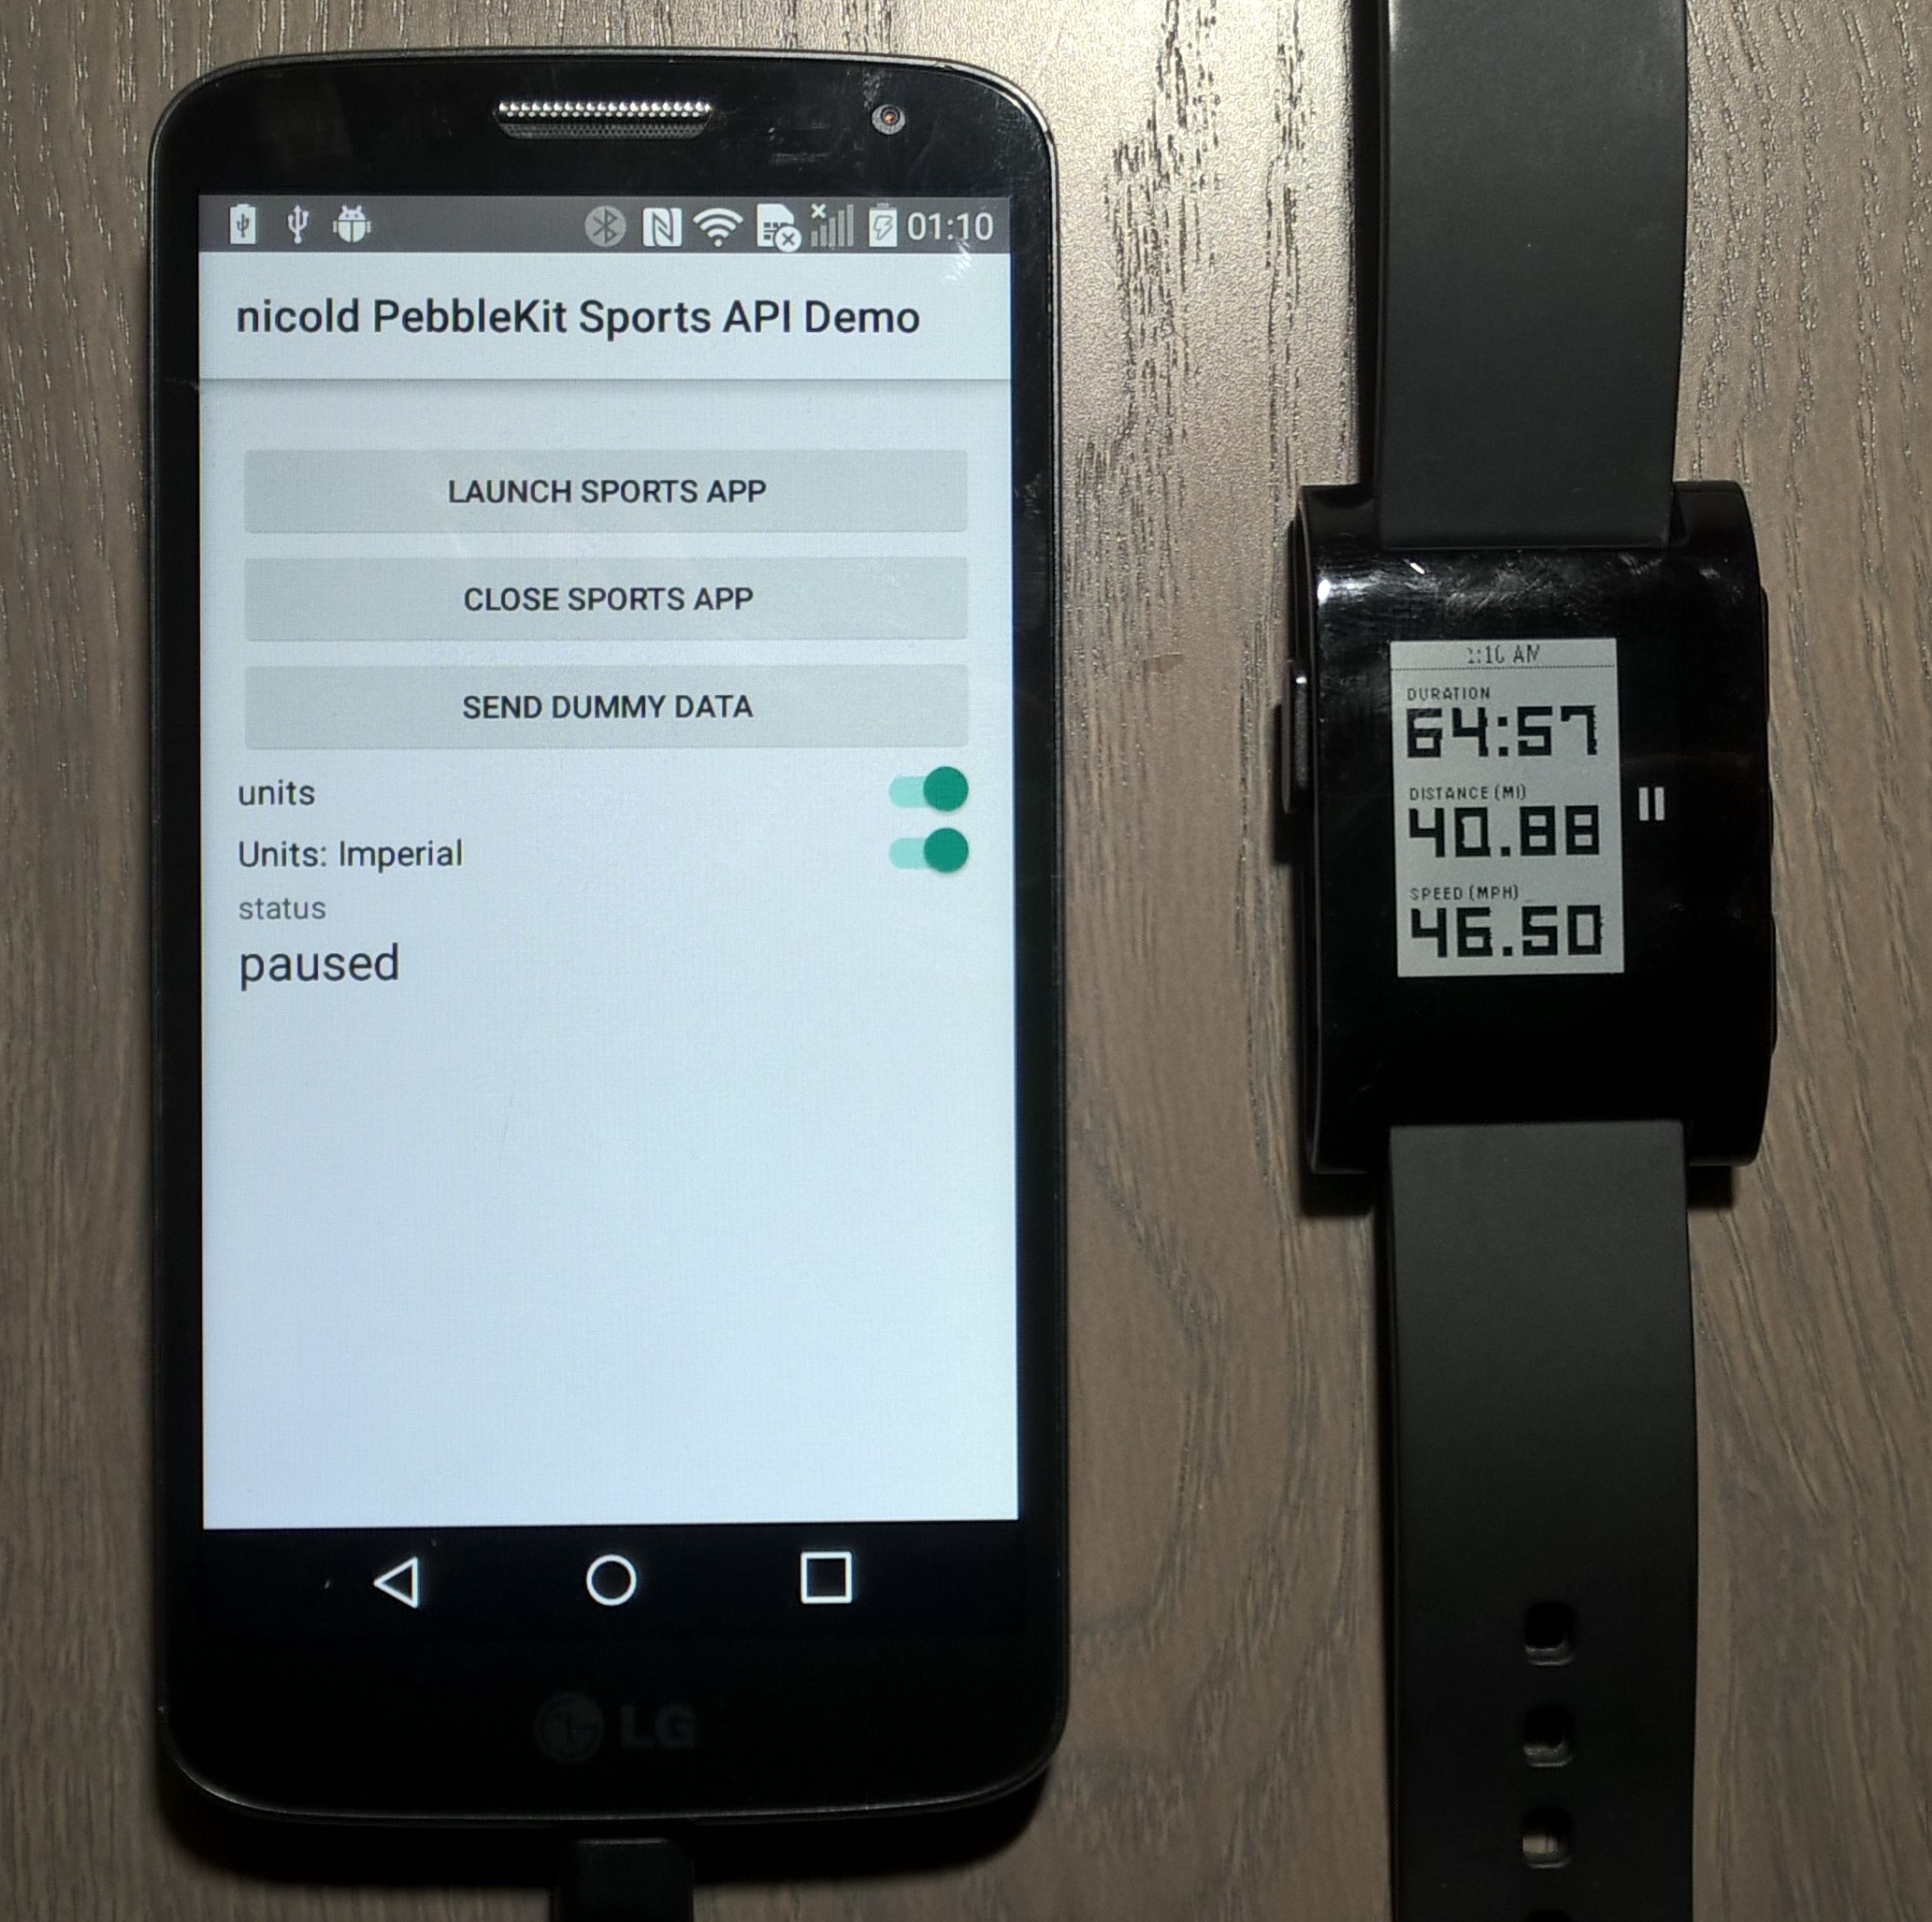 01:10
nicold PebbleKit Sports API Demo
LAUNCH SPORTS APP
CLOSE SPORTS APP
SEND DUMMY DATA
units
Units: Imperial
status
paused
LG
1:10 AM
DURATION
64:57
DISTANCE (MI)
40.88
SPEED (MPH)
46.50